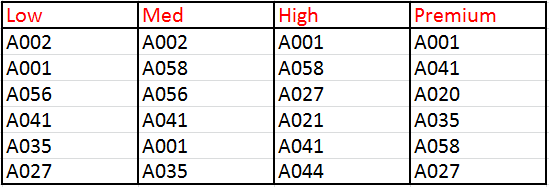 Low Med High Premium
A002 A002 A001 A001
A001 A058 A058 A041
A056 A056 A027 A020
A041 A041 A021 A035
A035 A001 A041 A058
A027 A035 A044 A027